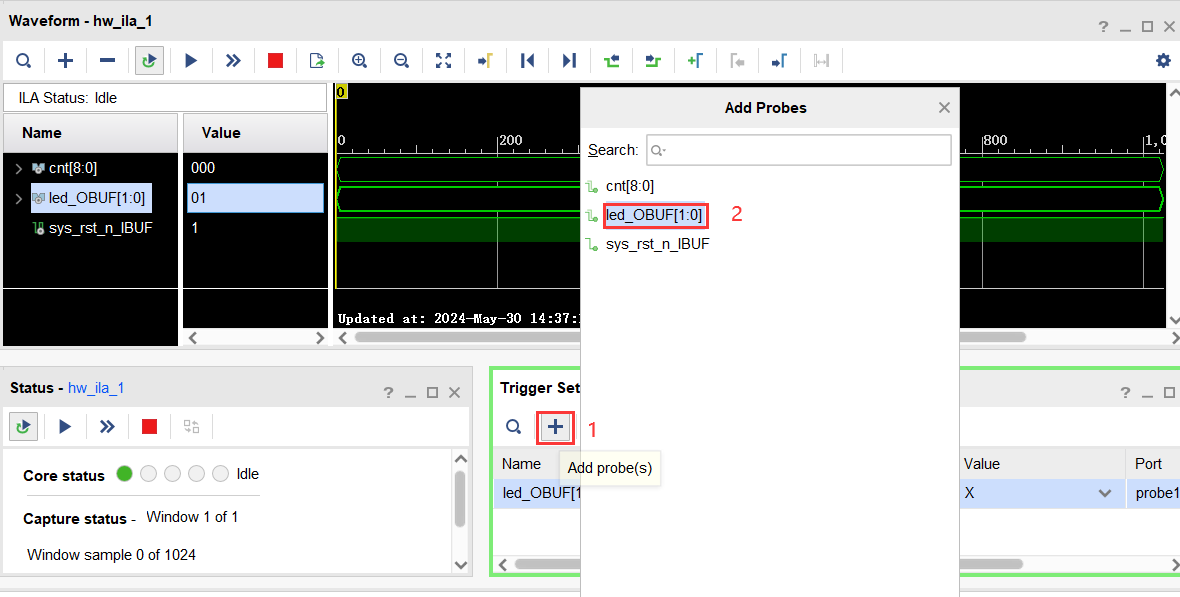 Waveform - hw_ila_1
ILA Status: Idle
Name Value
cnt[8:0] 000
led_OBUF[1:0] 01
sys_rst_n_IBUF 1
0
0 200 800 1,0
Updated at: 2024-May-30 14:37:
Add Probes
Search:
cnt[8:0]
led_OBUF[1:0] 2
sys_rst_n_IBUF
Status - hw_ila_1
Core status Idle
Capture status - Window 1 of 1
Window sample 0 of 1024
Trigger Set
1
Add probe(s)
Name Value Port
led_OBUF[1 X probe1